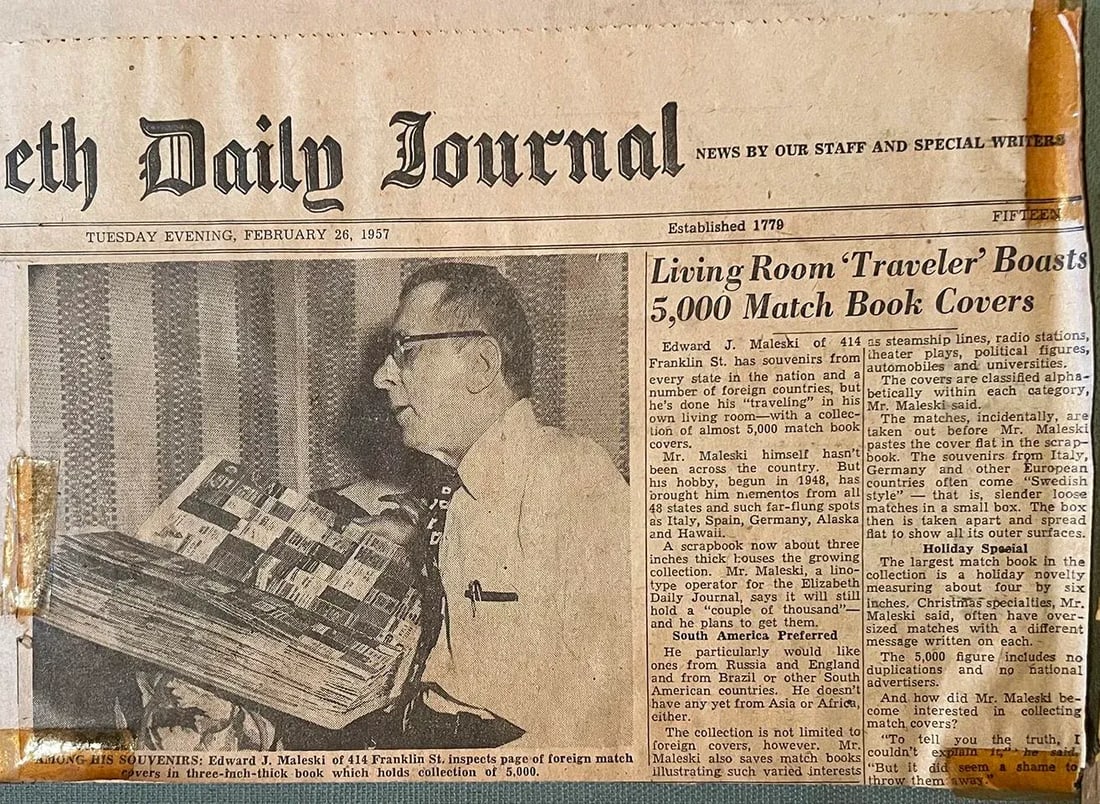 eth Daily Journal
NEWS BY OUR STAFF AND SPECIAL WRITERS
TUESDAY EVENING, FEBRUARY 26, 1957
Established 1779
FIFTEEN
AMONG HIS SOUVENIRS: Edward J. Maleski of 414 Franklin St. inspects page of foreign match
covers in three-inch-thick book which holds collection of 5,000.
Living Room 'Traveler' Boasts
5,000 Match Book Covers
Edward J. Maleski of 414
Franklin St. has souvenirs from
every state in the nation and a
number of foreign countries, but
he's done his "traveling" in his
own living room—with a collec-
tion of almost 5,000 match book
covers.
Mr. Maleski himself hasn't
been across the country. But
his hobby, begun in 1948, has
brought him mementos from all
48 states and such far-flung spots
as Italy, Spain, Germany, Alaska
and Hawaii.
A scrapbook now about three
inches thick houses the growing
collection. Mr. Maleski, a lino-
type operator for the Elizabeth
Daily Journal, says it will still
hold a "couple of thousand"—
and he plans to get them.
South America Preferred
He particularly would like
ones from Russia and England
and from Brazil or other South
American countries. He doesn't
have any yet from Asia or Africa,
either.
The collection is not limited to
foreign covers, however. Mr.
Maleski also saves match books
illustrating such varied interests
as steamship lines, radio stations,
theater plays, political figures,
automobiles and universities.
The covers are classified alpha-
betically within each category,
Mr. Maleski said.
The matches, incidentally, are
taken out before Mr. Maleski
pastes the cover flat in the scrap-
book. The souvenirs from Italy,
Germany and other European
countries often come "Swedish
style" — that is, slender loose
matches in a small box. The box
then is taken apart and spread
flat to show all its outer surfaces.
Holiday Special
The largest match book in the
collection is a holiday novelty
measuring about four by six
inches. Christmas specialties, Mr.
Maleski said, often have over-
sized matches with a different
message written on each.
The 5,000 figure includes no
duplications and no national
advertisers.
And how did Mr. Maleski be-
come interested in collecting
match covers?
"To tell you the truth, I
couldn't explain it," he said.
"But it did seem a shame to
throw them away."